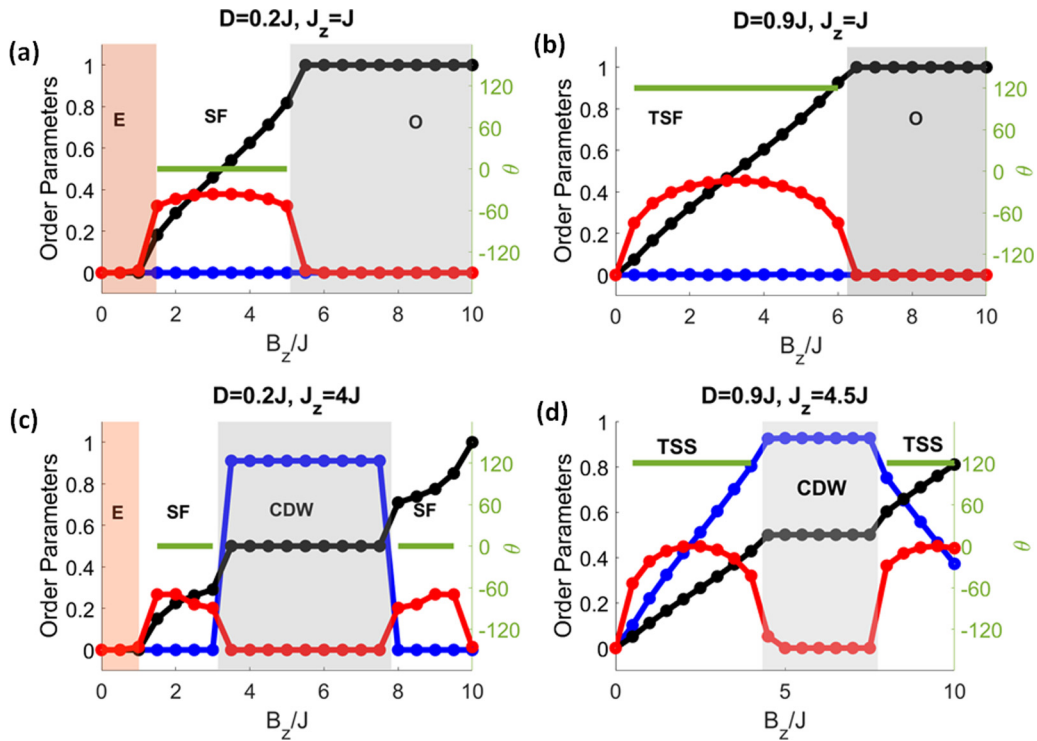 (a)
D=0.2J, J_z=J
Order Parameters
1
0.8
0.6
0.4
0.2
0
E
SF
O
120
60
0
-60
-120
θ
0 2 4 6 8 10
B_z/J
(b)
D=0.9J, J_z=J
Order Parameters
1
0.8
0.6
0.4
0.2
0
TSF
O
120
60
0
-60
-120
θ
0 2 4 6 8 10
B_z/J
(c)
D=0.2J, J_z=4J
Order Parameters
1
0.8
0.6
0.4
0.2
0
E
SF
CDW
SF
120
60
0
-60
-120
θ
0 2 4 6 8 10
B_z/J
(d)
D=0.9J, J_z=4.5J
Order Parameters
1
0.8
0.6
0.4
0.2
0
TSS
CDW
TSS
120
60
0
-60
-120
θ
0 5 10
B_z/J